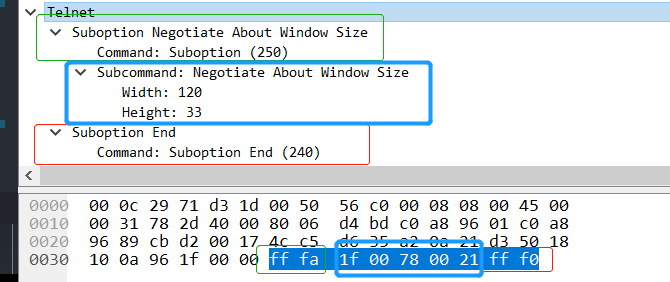 Telnet
Suboption Negotiate About Window Size
Command: Suboption (250)
Subcommand: Negotiate About Window Size
Width: 120
Height: 33
Suboption End
Command: Suboption End (240)
0000 00 0c 29 71 d3 1d 00 50 56 c0 00 08 08 00 45 00
0010 00 31 78 2d 40 00 80 06 d4 bd c0 a8 96 01 c0 a8
0020 96 89 cb d2 00 17 4c c5 d6 35 a2 0a 21 d3 50 18
0030 10 0a 96 1f 00 00 ff fa 1f 00 78 00 21 ff f0